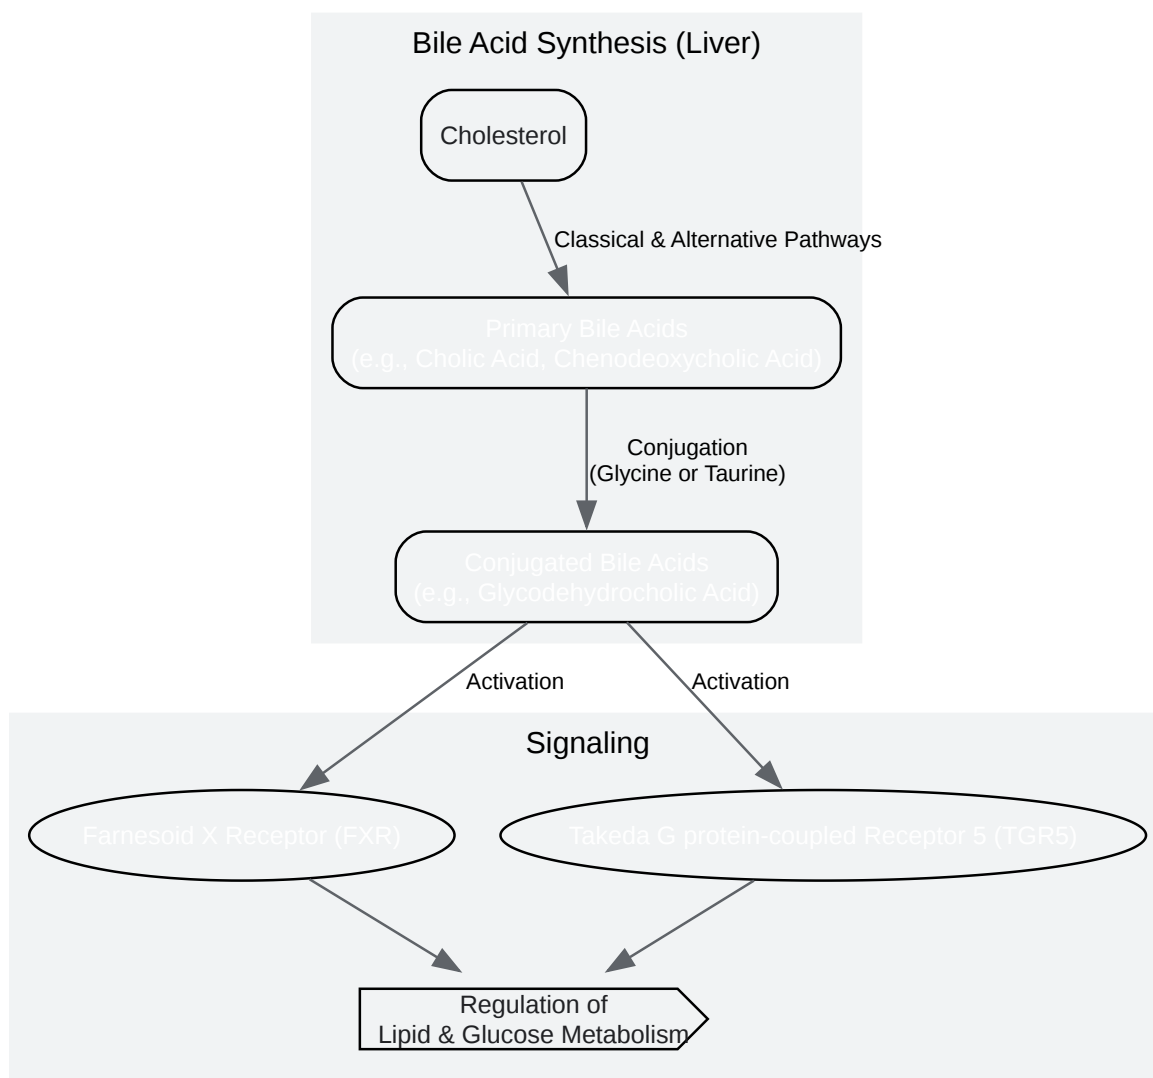 Bile Acid Synthesis (Liver)
Cholesterol
Classical & Alternative Pathways
Primary Bile Acids
(e.g., Cholic Acid, Chenodeoxycholic Acid)
Conjugation
(Glycine or Taurine)
Conjugated Bile Acids
(e.g., Glycodehydrocholic Acid)
Activation
Activation
Signaling
Farnesoid X Receptor (FXR)
Takeda G protein-coupled Receptor 5 (TGR5)
Regulation of
Lipid & Glucose Metabolism